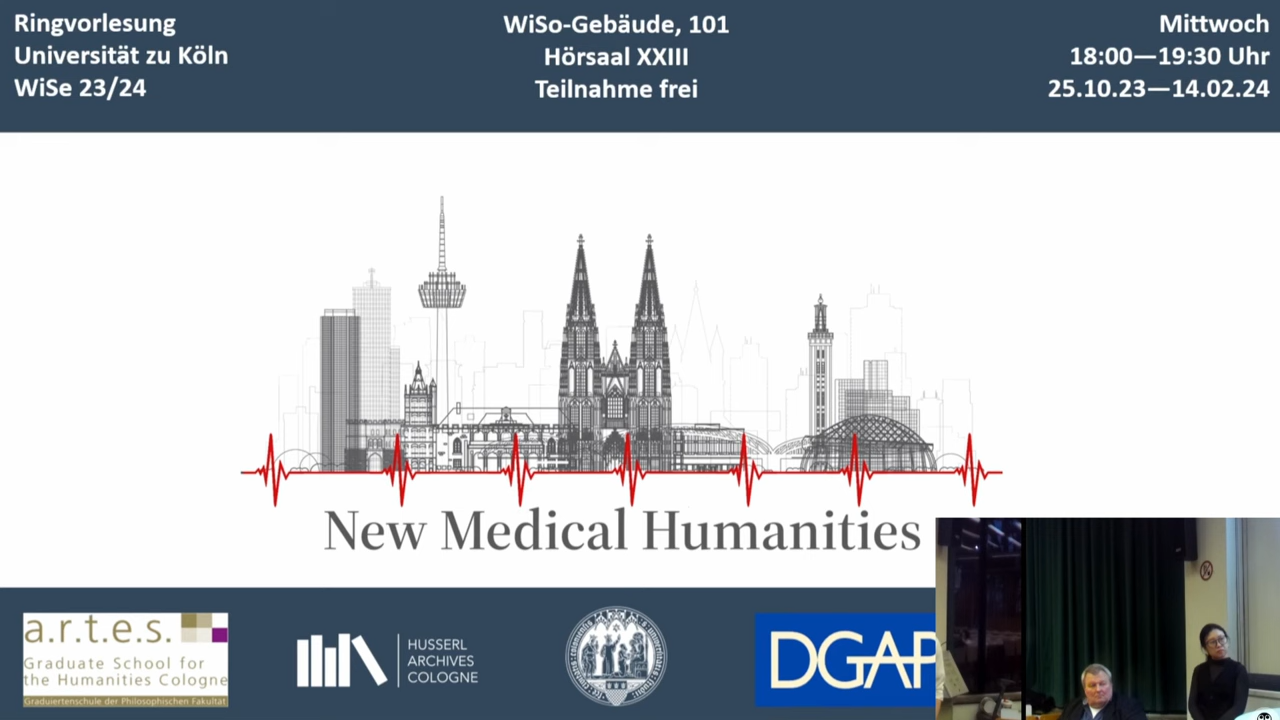 Ringvorlesung
Universität zu Köln
WiSe 23/24
WiSo-Gebäude, 101
Hörsaal XXIII
Teilnahme frei
Mittwoch
18:00—19:30 Uhr
25.10.23—14.02.24
New Medical Humanities
a.r.t.e.s.
Graduate School for
the Humanities Cologne
Graduiertenschule der Philosophischen Fakultät
HUSSERL
ARCHIVES
COLOGNE
DGAP